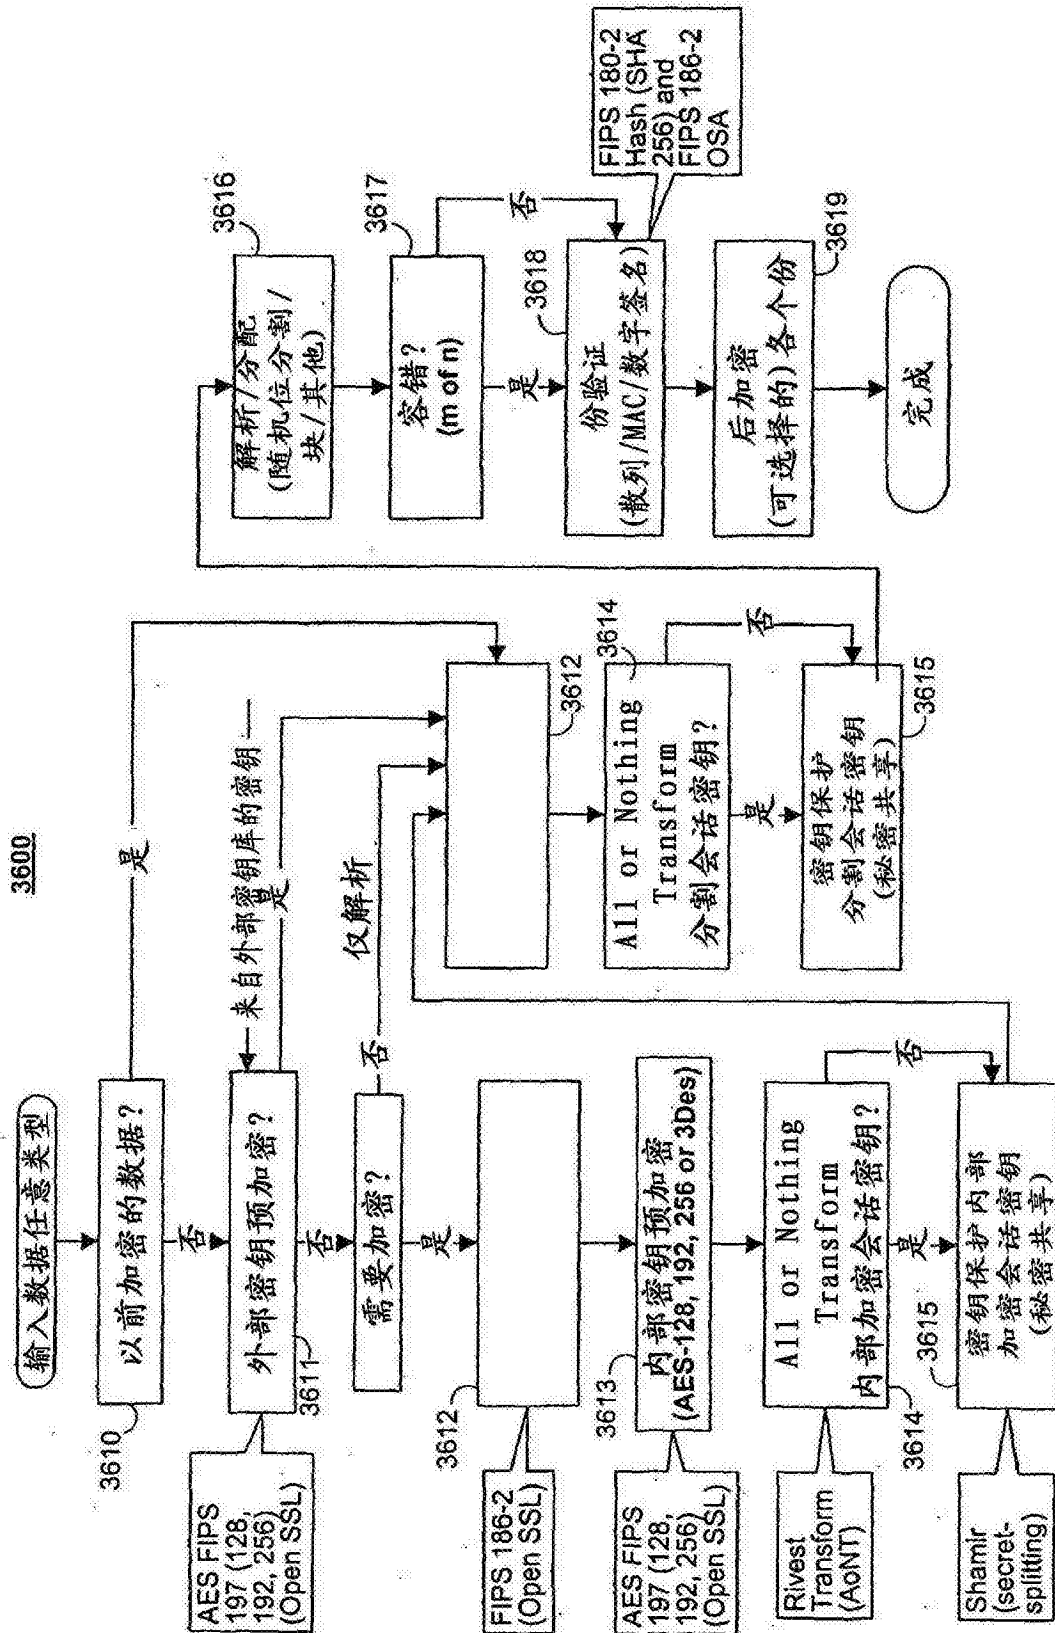 3600
输入数据任意类型
以前加密的数据?
3610
是
否
外部密钥预加密?
3611
AES FIPS
197 (128,
192, 256)
(Open SSL)
来自外部密钥库的密钥
是
否
需要加密?
否
仅解析
是
3612
FIPS 186-2
(Open SSL)
内部密钥预加密
(AES-128, 192, 256 or 3Des)
3613
AES FIPS
197 (128,
192, 256)
(Open SSL)
All or Nothing
Transform
内部加密会话密钥?
3614
Rivest
Transform
(AoNT)
否
是
密钥保护内部
加密会话密钥
(秘密共享)
3615
Shamir
(secret-
splitting)
3612
All or Nothing
Transform
分割会话密钥?
3614
否
是
密钥保护
分割会话密钥
(秘密共享)
3615
解析/分配
(随机位分割/
块/其他)
3616
容错?
(m of n)
3617
否
是
份验证
(散列/MAC/数字签名)
3618
FIPS 180-2
Hash (SHA
256) and
FIPS 186-2
OSA
后加密
(可选择的)各个份
3619
完成